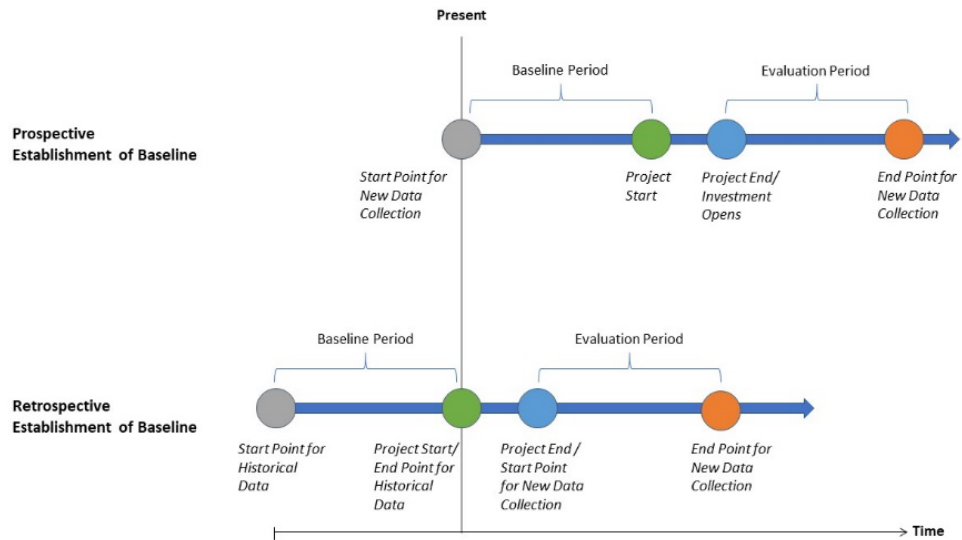 Present
Baseline Period
Evaluation Period
Prospective
Establishment of Baseline
Start Point for
New Data
Collection
Project
Start
Project End/
Investment
Opens
End Point for
New Data
Collection
Baseline Period
Evaluation Period
Retrospective
Establishment of Baseline
Start Point for
Historical
Data
Project Start/
End Point for
Historical
Data
Project End /
Start Point
for New Data
Collection
End Point for
New Data
Collection
Time